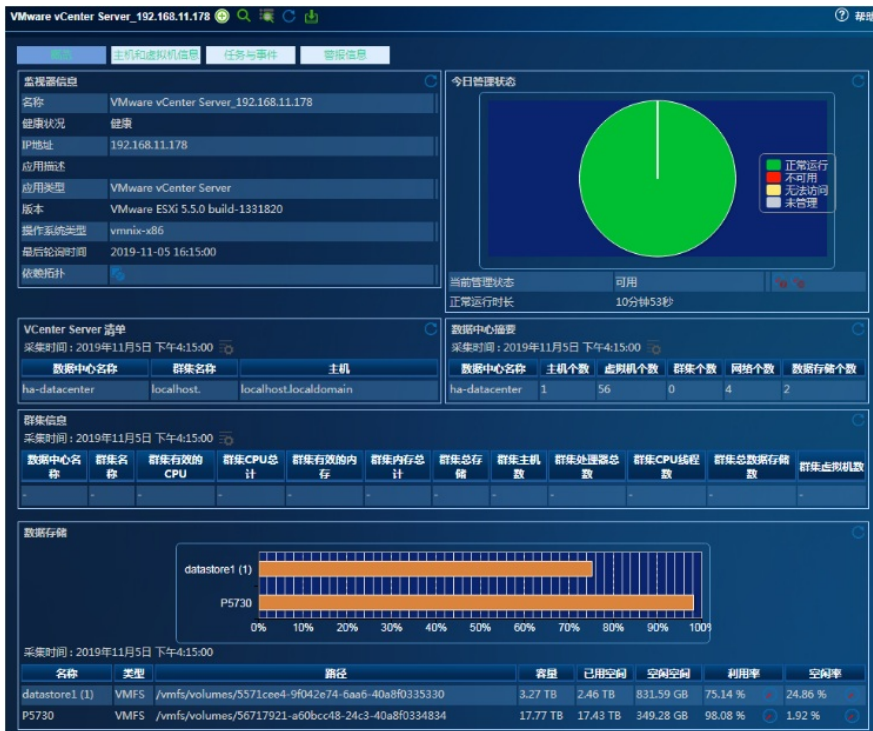 VMware vCenter Server_192.168.11.178
帮助
主机和虚拟机信息 任务与事件 警报信息
监视器信息
名称 VMware vCenter Server_192.168.11.178
健康状况 健康
IP地址 192.168.11.178
应用描述
应用类型 VMware vCenter Server
版本 VMware ESXi 5.5.0 build-1331820
操作系统类型 vmnix-x86
最后轮询时间 2019-11-05 16:15:00
依赖拓扑
今日管理状态
正常运行
不可用
无法访问
未管理
当前管理状态 可用
正常运行时长 10分钟53秒
VCenter Server 清单
采集时间 : 2019年11月5日 下午4:15:00
数据中心名称 群集名称 主机
ha-datacenter localhost. localhost.localdomain
数据中心摘要
采集时间 : 2019年11月5日 下午4:15:00
数据中心名称 主机个数 虚拟机个数 群集个数 网络个数 数据存储个数
ha-datacenter 1 56 0 4 2
群集信息
采集时间 : 2019年11月5日 下午4:15:00
数据中心名称 群集名称 群集有效的CPU 群集CPU总计 群集有效的内存 群集内存总计 群集总存储 群集主机数 群集处理器总数 群集CPU线程数 群集总数据存储数 群集虚拟机数
- - - - - - - - - - - -
数据存储
datastore1 (1)
P5730
0% 10% 20% 30% 40% 50% 60% 70% 80% 90% 100%
采集时间 : 2019年11月5日 下午4:15:00
名称 类型 路径 容量 已用空间 空闲空间 利用率 空闲率
datastore1 (1) VMFS /vmfs/volumes/5571cee4-9f042e74-6aa6-40a8f0335330 3.27 TB 2.46 TB 831.59 GB 75.14 % 24.86 %
P5730 VMFS /vmfs/volumes/56717921-a60bcc48-24c3-40a8f0334834 17.77 TB 17.43 TB 349.28 GB 98.08 % 1.92 %